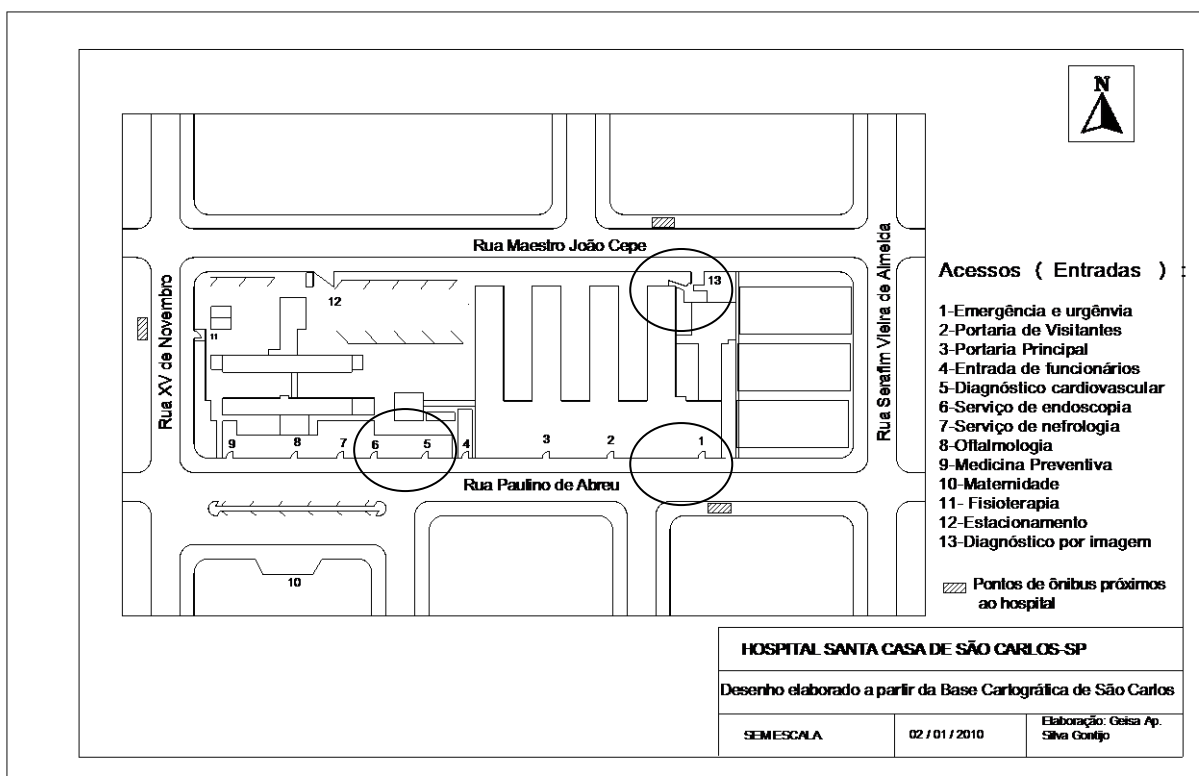 N
Rua Maestro João Cepe
Rua XV de Novembro
Rua Serafim Vieira de Almeida
12
13
11
9
8
7
6
5
4
3
2
1
Rua Paulino de Abreu
10
Acessos ( Entradas ) :
1-Emergência e urgênvia
2-Portaria de Visitantes
3-Portaria Principal
4-Entrada de funcionários
5-Diagnóstico cardiovascular
6-Serviço de endoscopia
7-Serviço de nefrologia
8-Oftalmologia
9-Medicina Preventiva
10-Maternidade
11- Fisioterapia
12-Estacionamento
13-Diagnóstico por imagem
Pontos de ônibus próximos
ao hospital
HOSPITAL SANTA CASA DE SÃO CARLOS-SP
Desenho elaborado a partir da Base Cartográfica de São Carlos
SEM ESCALA
02 / 01 / 2010
Elaboração: Geisa Ap.
Silva Gontijo